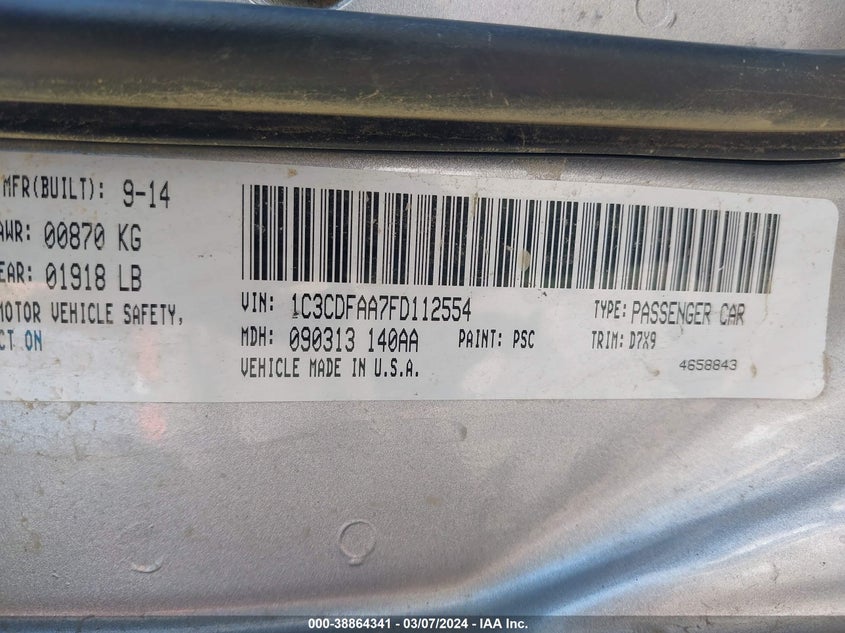 MFR(BUILT): 9-14
AWR: 00870 KG
EAR: 01918 LB
MOTOR VEHICLE SAFETY,
CT ON
VIN: 1C3CDFAA7FD112554 TYPE: PASSENGER CAR
MDH: 090313 140AA PAINT: PSC TRIM: D7X9
VEHICLE MADE IN U.S.A. 4658843
000-38864341 - 03/07/2024 - IAA Inc.